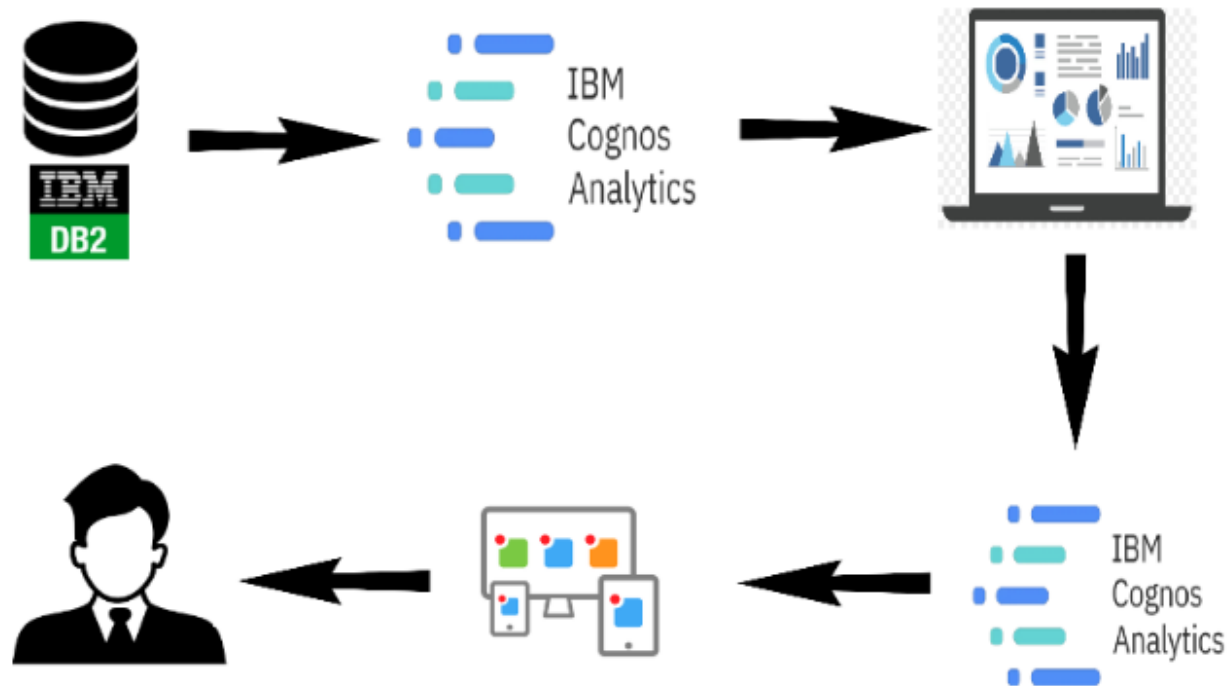 IBM
DB2
IBM
Cognos
Analytics
IBM
Cognos
Analytics